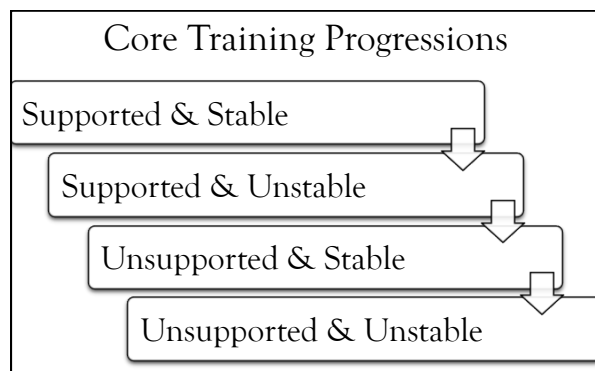 Core Training Progressions
Supported & Stable
Supported & Unstable
Unsupported & Stable
Unsupported & Unstable